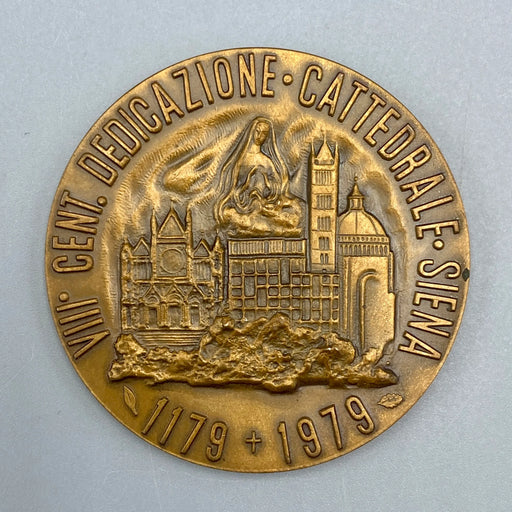 VIII· CENT. DEDICAZIONE · CATTEDRALE · SIENA
1179 + 1979